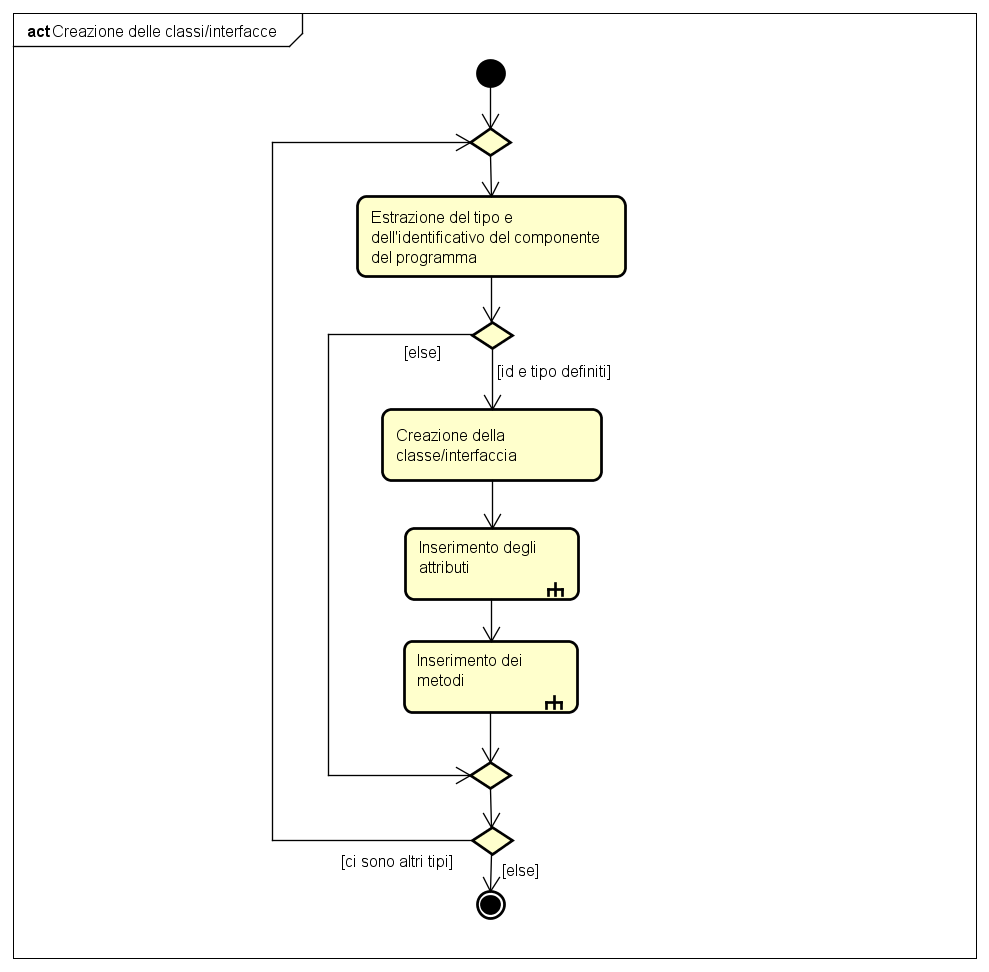 act Creazione delle classi/interfacce
Estrazione del tipo e
dell'identificativo del componente
del programma
[else]
[id e tipo definiti]
Creazione della
classe/interfaccia
Inserimento degli
attributi
Inserimento dei
metodi
[ci sono altri tipi]
[else]